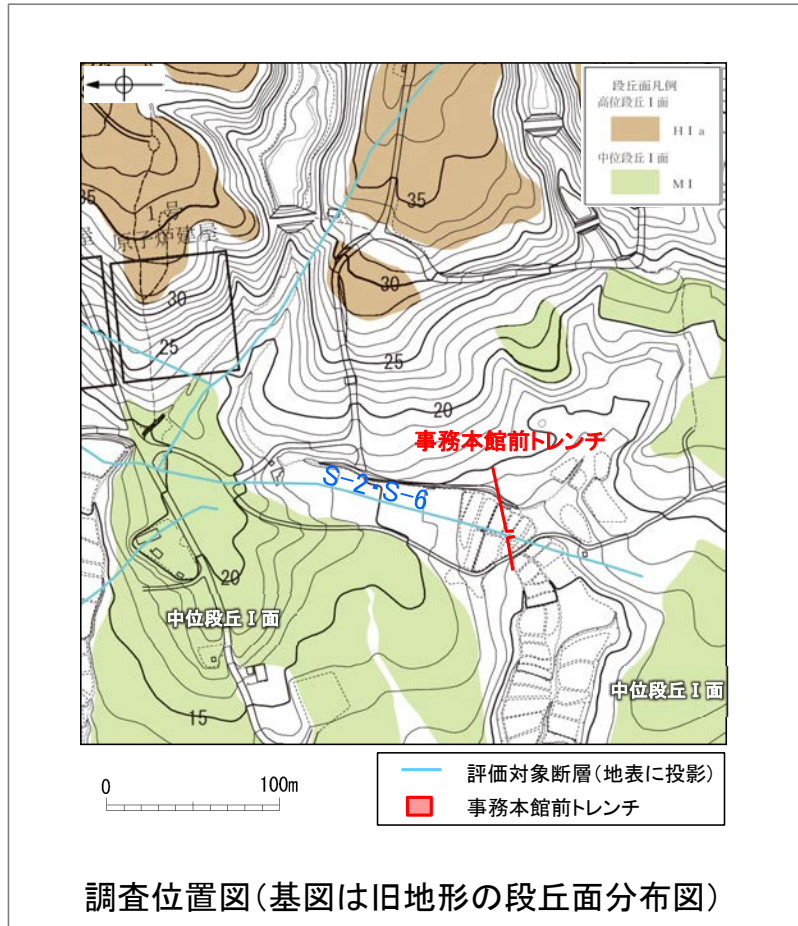 段丘面凡例
高位段丘Ⅰ面
HⅠa
中位段丘Ⅰ面
MⅠ
35
35
1号
原子炉建屋
屋
30
30
25
25
20
事務本館前トレンチ
S-2・S-6
20
中位段丘Ⅰ面
中位段丘Ⅰ面
15
0 100m
評価対象断層(地表に投影)
事務本館前トレンチ
調査位置図(基図は旧地形の段丘面分布図)